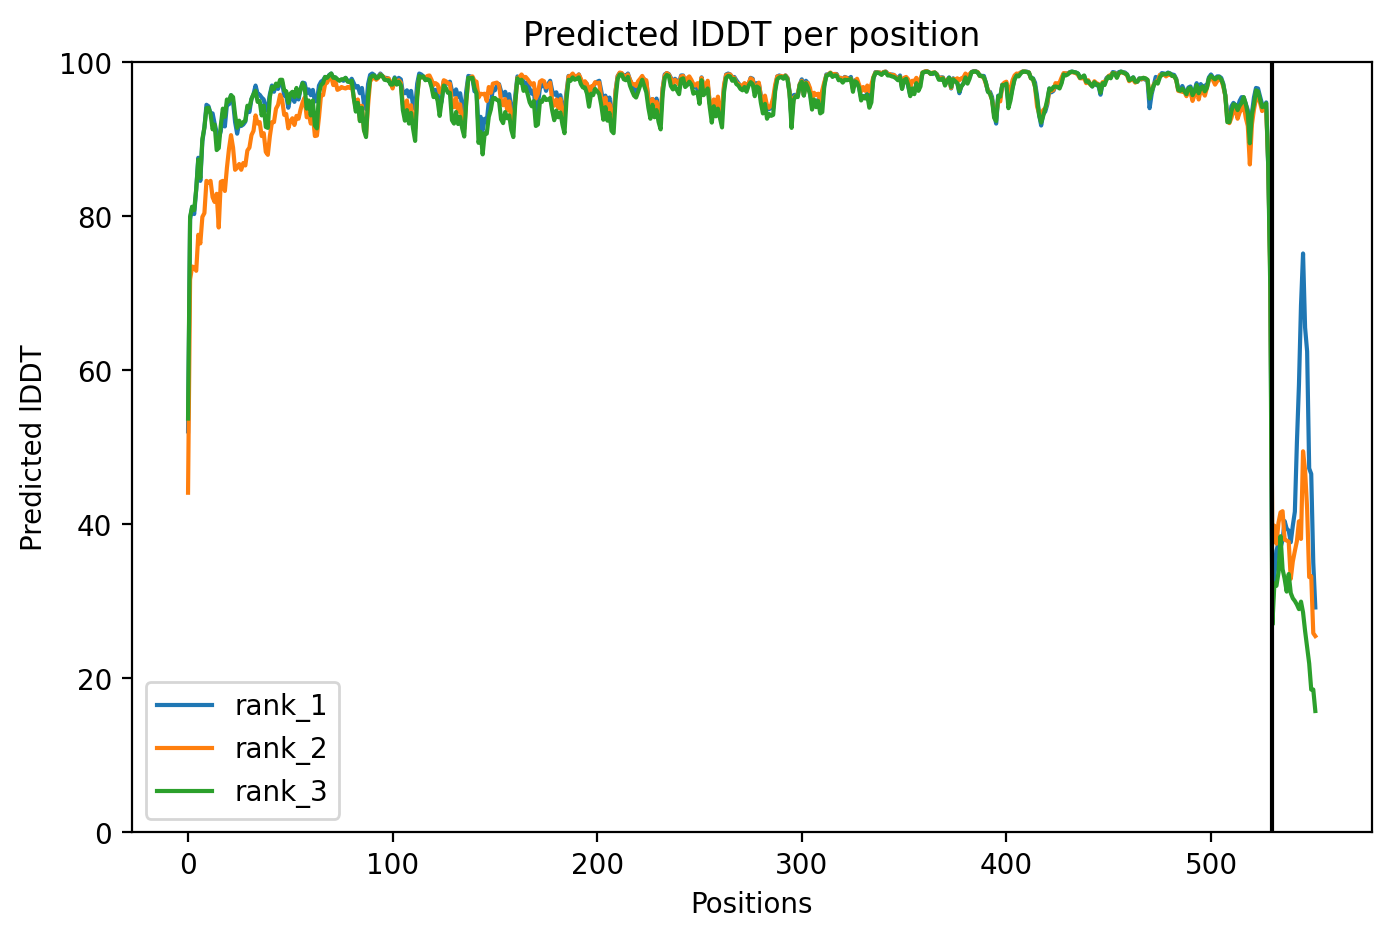 Predicted lDDT per position
Predicted lDDT
100
80
60
40
20
0
rank_1
rank_2
rank_3
0 100 200 300 400 500
Positions